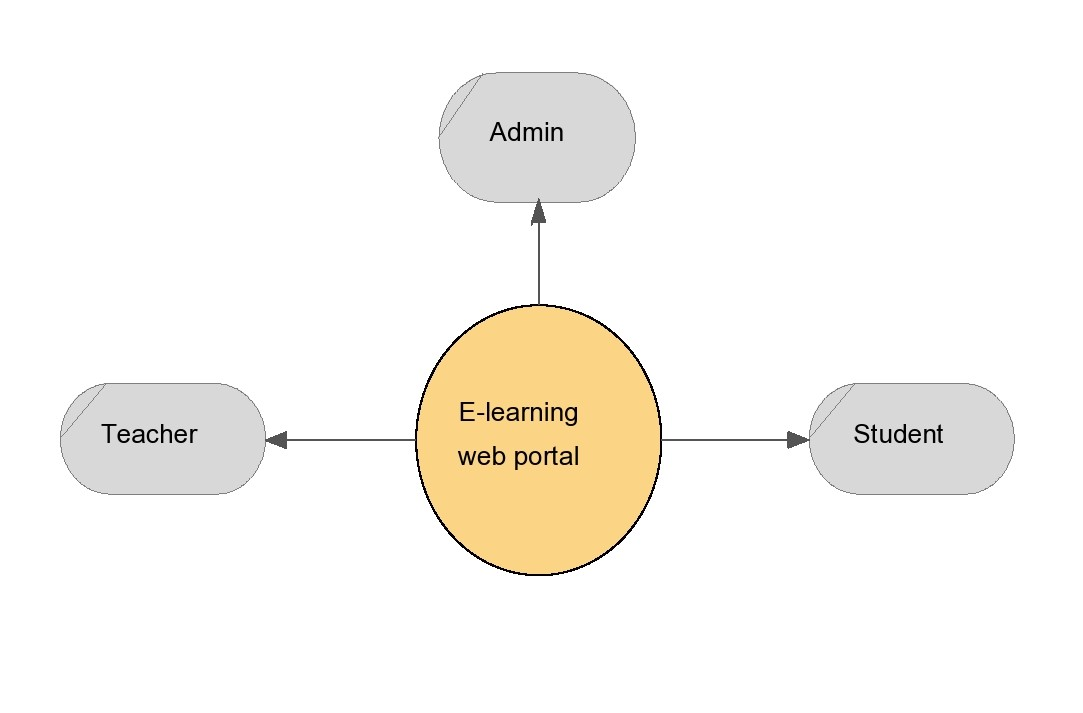 Admin
E-learning
web portal
Teacher
Student